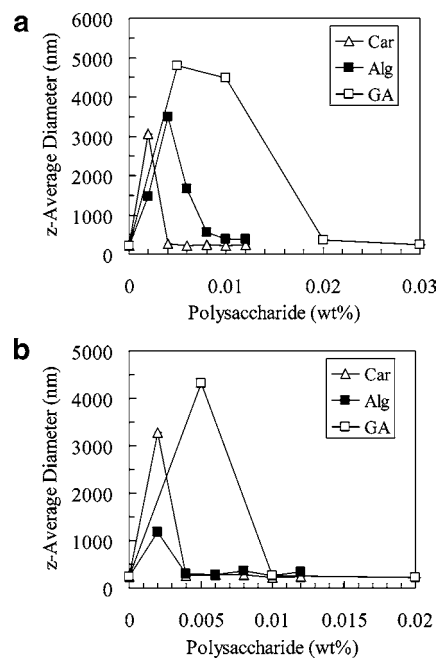 a
6000
5000
4000
3000
2000
1000
0
z-Average Diameter (nm)
Car
Alg
GA
0 0.01 0.02 0.03
Polysaccharide (wt%)
b
5000
4000
3000
2000
1000
0
z-Average Diameter (nm)
Car
Alg
GA
0 0.005 0.01 0.015 0.02
Polysaccharide (wt%)